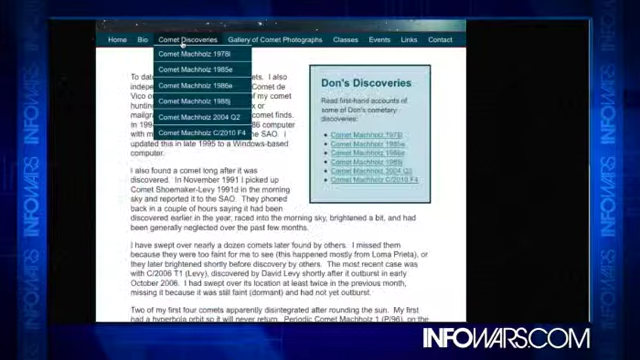 Home Bio Comet Discoveries Gallery of Comet Photographs Classes Events Links Contact
Comet Machholz 1978l
Comet Machholz 1985e
Comet Machholz 1986e
Comet Machholz 1988j
Comet Machholz 2004 Q2
Comet Machholz C/2010 F4
To dat
ets. I also
indepe
Comet de
Vico or
of my comet
hunting
x or
mailgra
comet finds.
In 199
86 computer
with m
the SAO. I
updated this in late 1995 to a Windows-based
computer.
I also found a comet long after it was
discovered. In November 1991 I picked up
Comet Shoemaker-Levy 1991d in the morning
sky and reported it to the SAO. They phoned
back in a couple of hours saying it had been
discovered earlier in the year, raced into the morning sky, brightened a bit, and had
been generally neglected over the past few months.
I have swept over nearly a dozen comets later found by others. I missed them
because they were too faint for me to see (this happened mostly from Loma Prieta), or
they later brightened shortly before discovery by others. The most recent case was
with C/2006 T1 (Levy), discovered by David Levy shortly after it outburst in early
October 2006. I had swept over its location at least twice in the previous month,
missing it because it was still faint (dormant) and had not yet outburst.
Two of my first four comets apparently disintegrated after rounding the sun. My first
had a hyperbola orbit so it will never return. Periodic Comet Machholz 1 (P/96), on the
Don's Discoveries
Read first-hand accounts of
some of Don's cometary
discoveries:
Comet Machholz 1978l
Comet Machholz 1985e
Comet Machholz 1986e
Comet Machholz 1988j
Comet Machholz 2004 Q2
Comet Machholz C/2010 F4
INFOWARS
INFOWARS
INFOWARS
INFOWARS
INFOWARS.COM